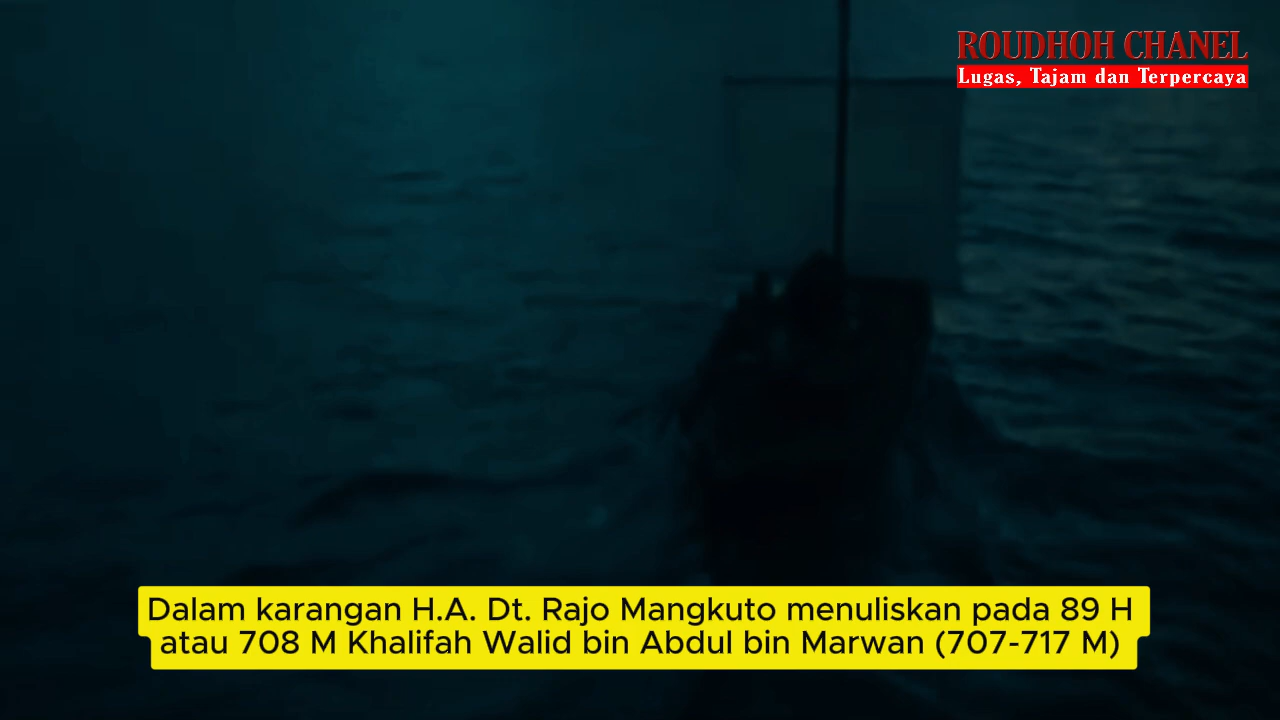 ROUDHOH CHANEL
Lugas, Tajam dan Terpercaya
Dalam karangan H.A. Dt. Rajo Mangkuto menuliskan pada 89 H
atau 708 M Khalifah Walid bin Abdul bin Marwan (707-717 M)